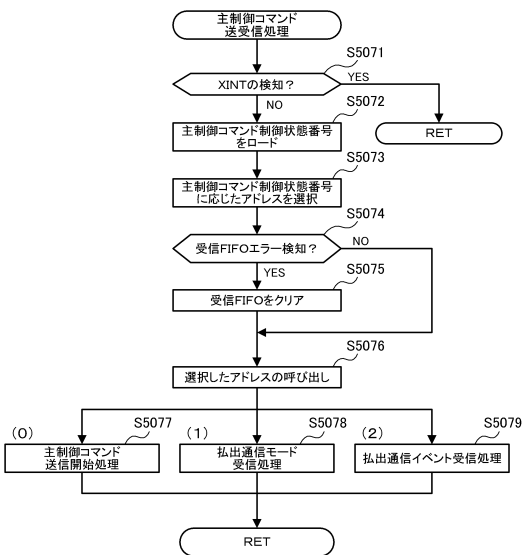 主制御コマンド
送受信処理
S5071
XINTの検知？
YES
NO
S5072
主制御コマンド制御状態番号
をロード
RET
S5073
主制御コマンド制御状態番号
に応じたアドレスを選択
S5074
受信FIFOエラー検知？
NO
YES
S5075
受信FIFOをクリア
S5076
選択したアドレスの呼び出し
(0)
S5077
主制御コマンド
送信開始処理
(1)
S5078
払出通信モード
受信処理
(2)
S5079
払出通信イベント受信処理
RET